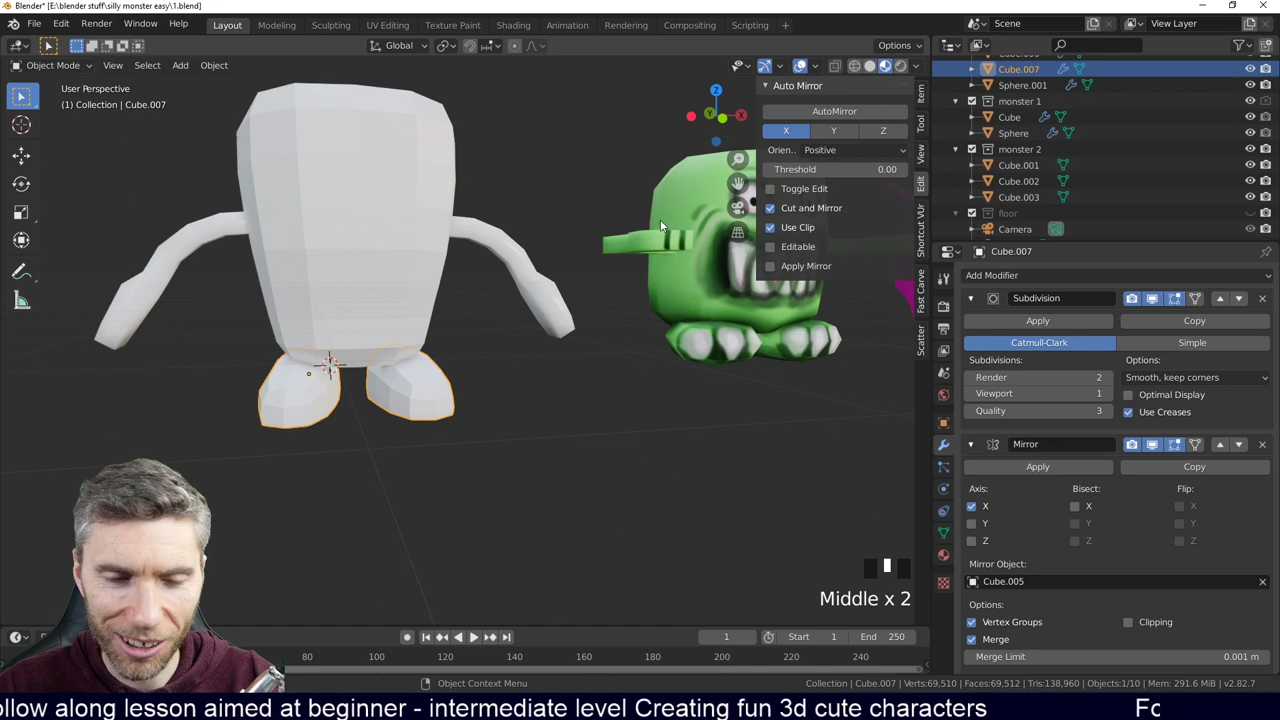 Blender* [E:\blender stuff\silly monster easy\1.blend]
File Edit Render Window Help Layout Modeling Sculpting UV Editing Texture Paint Shading Animation Rendering Compositing Scripting Scene View Layer
Global Options
Object Mode View Select Add Object
User Perspective
(1) Collection | Cube.007
Z
X
Y
Auto Mirror
AutoMirror
X Y Z
Orien.. Positive
Threshold 0.00
Toggle Edit
Cut and Mirror
Use Clip
Editable
Apply Mirror
Item
Tool
View
Edit
Shortcut VUr
Fast Carve
Scatter
Cube.007
Sphere.001
monster 1
Cube
Sphere
monster 2
Cube.001
Cube.002
Cube.003
floor
Camera
Cube.007
Add Modifier
Subdivision
Apply Copy
Catmull-Clark Simple
Subdivisions: Options:
Render 2 Smooth, keep corners
Viewport 1 Optimal Display
Quality 3 Use Creases
Mirror
Apply Copy
Axis: Bisect: Flip:
X X X
Y Y Y
Z Z Z
Mirror Object:
Cube.005
Options:
Vertex Groups Clipping
Merge
Merge Limit 0.001 m
Middle x 2
1 Start 1 End 250
80 100 120 140 160 180 200 220 240
Object Context Menu Collection | Cube.007 | Verts:69,510 | Faces:69,512 | Tris:138,960 | Objects:1/10 | Mem: 291.6 MiB | v2.82.7
ollow along lesson aimed at beginner - intermediate level Creating fun 3d cute characters Fo